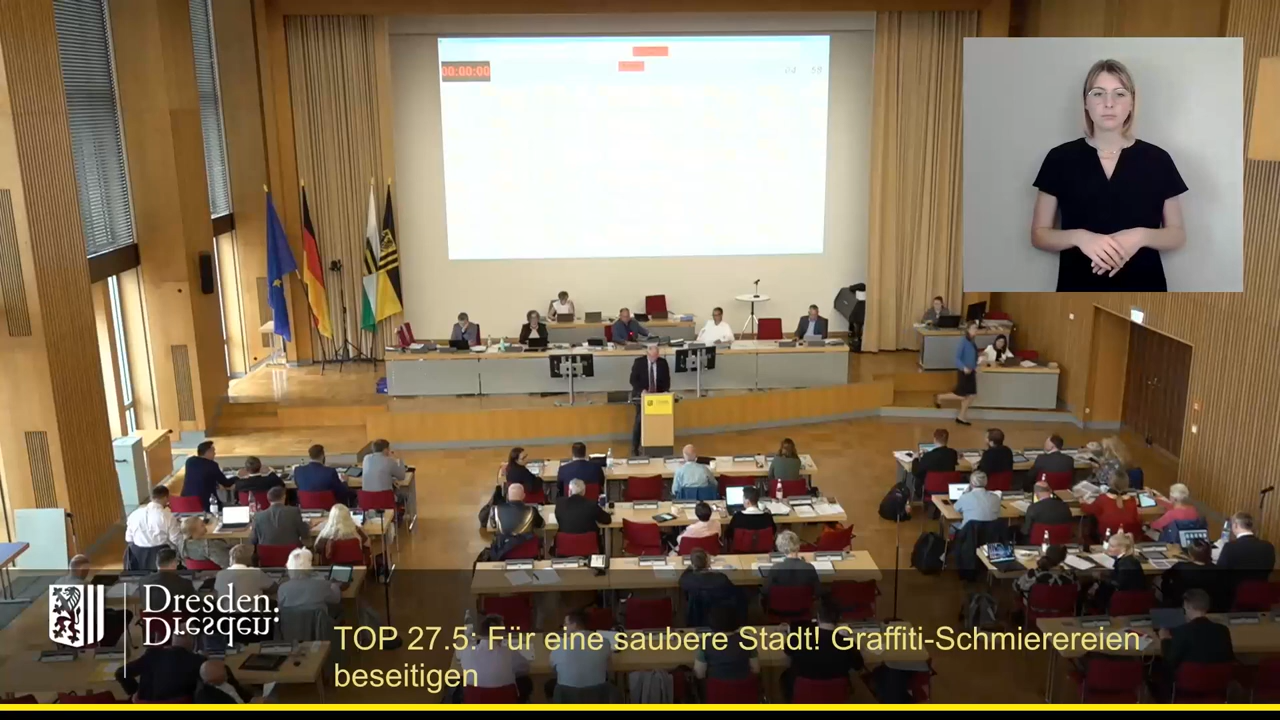 00:00:00
Dresden.
Dresden.
TOP 27.5: Für eine saubere Stadt! Graffiti-Schmierereien
beseitigen